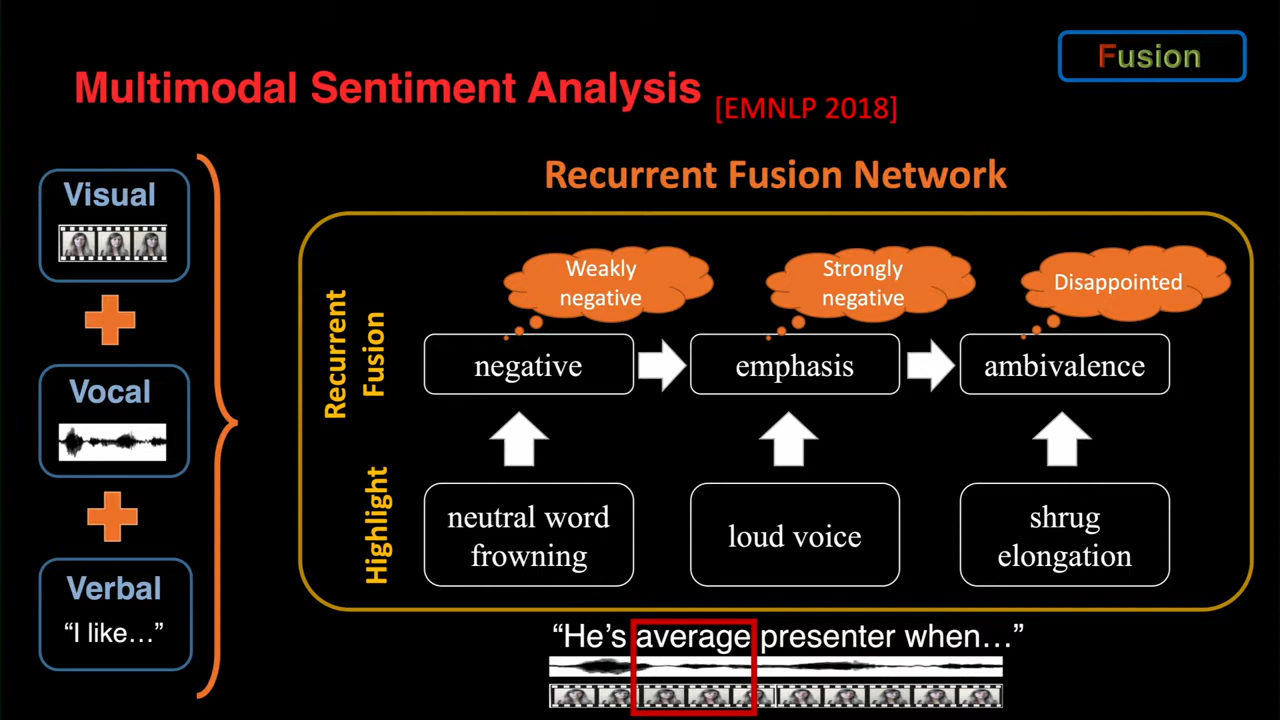 Fusion
Multimodal Sentiment Analysis
[EMNLP 2018]
Visual
Vocal
Verbal
“I like…”
Recurrent Fusion Network
Recurrent
Fusion
Weakly
negative
Strongly
negative
Disappointed
negative
emphasis
ambivalence
Highlight
neutral word
frowning
loud voice
shrug
elongation
“He’s average presenter when…”